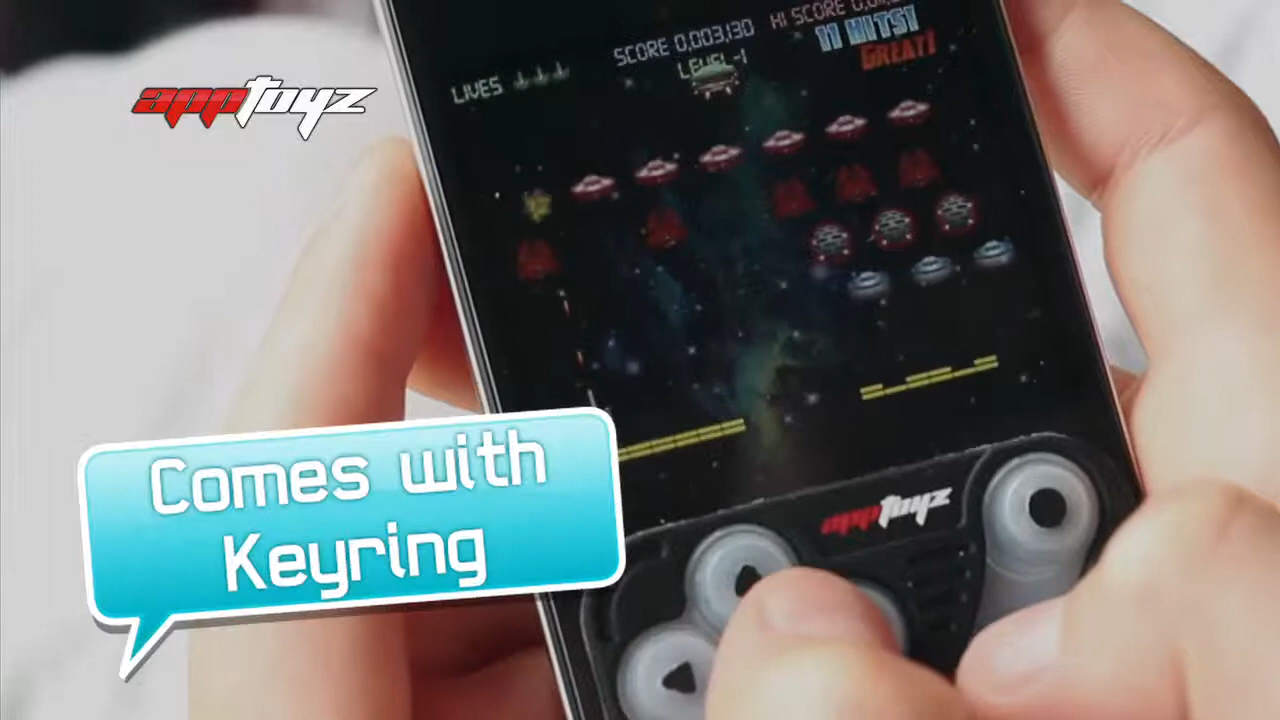 apptoyz
LIVES
SCORE 0,003,130
HI SCORE
LEVEL-1
11 HITS!
GREAT!
Comes with
Keyring
apptoyz